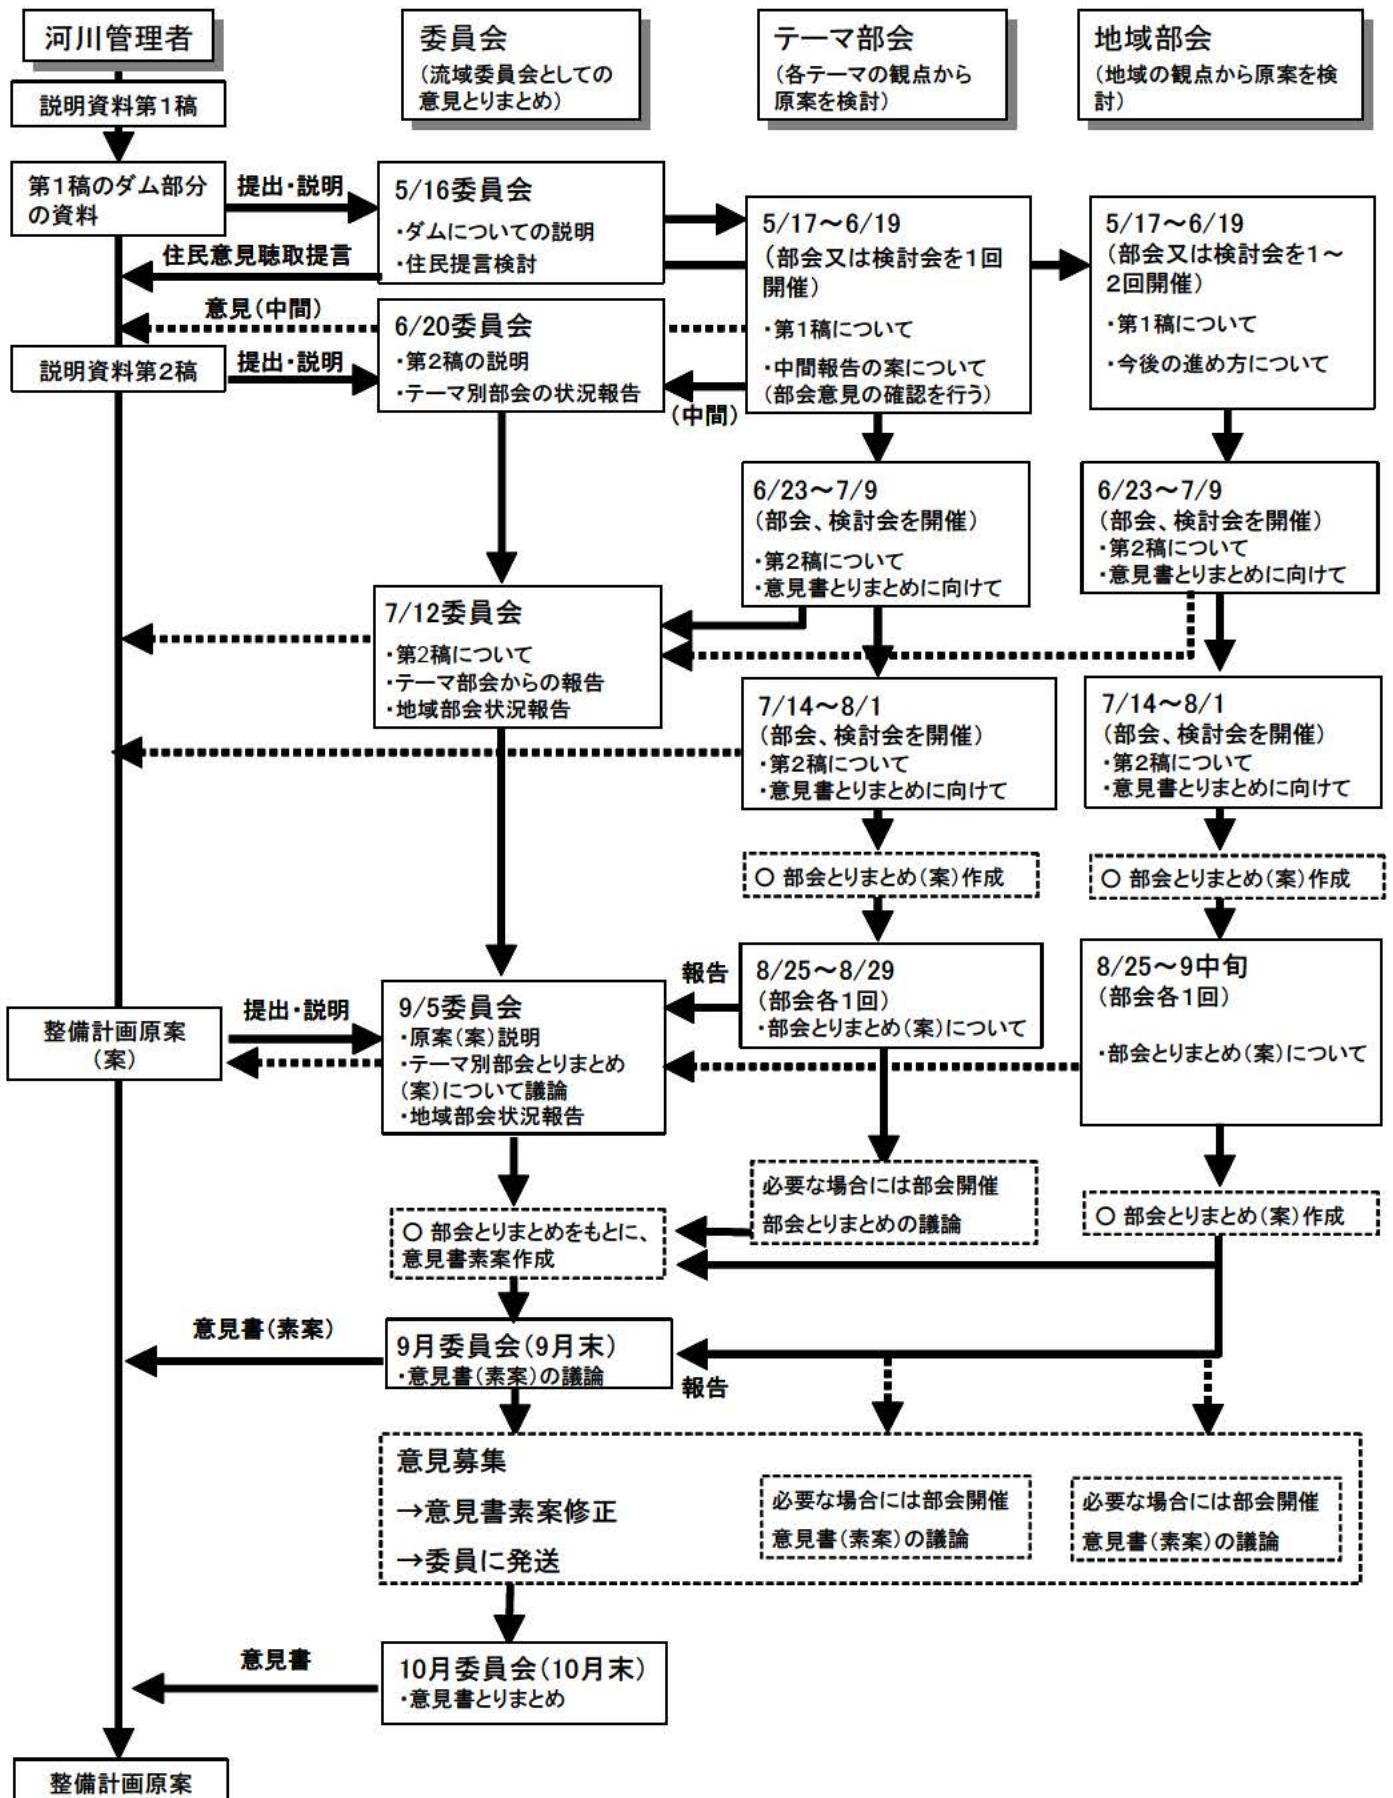 河川管理者
委員会
(流域委員会としての
意見とりまとめ)
テーマ部会
(各テーマの観点から
原案を検討)
地域部会
(地域の観点から原案を検
討)
説明資料第1稿
第1稿のダム部分
の資料
提出・説明
5/16委員会
・ダムについての説明
・住民提言検討
住民意見聴取提言
5/17～6/19
(部会又は検討会を1回
開催)
・第1稿について
・中間報告の案について
(部会意見の確認を行う)
5/17～6/19
(部会又は検討会を1～
2回開催)
・第1稿について
・今後の進め方について
意見(中間)
説明資料第2稿
提出・説明
6/20委員会
・第2稿の説明
・テーマ別部会の状況報告
(中間)
6/23～7/9
(部会、検討会を開催)
・第2稿について
・意見書とりまとめに向けて
6/23～7/9
(部会、検討会を開催)
・第2稿について
・意見書とりまとめに向けて
7/12委員会
・第2稿について
・テーマ部会からの報告
・地域部会状況報告
7/14～8/1
(部会、検討会を開催)
・第2稿について
・意見書とりまとめに向けて
7/14～8/1
(部会、検討会を開催)
・第2稿について
・意見書とりまとめに向けて
○ 部会とりまとめ(案)作成
○ 部会とりまとめ(案)作成
整備計画原案
(案)
提出・説明
9/5委員会
・原案(案)説明
・テーマ別部会とりまとめ
(案)について議論
・地域部会状況報告
報告
8/25～8/29
(部会各1回)
・部会とりまとめ(案)について
8/25～9中旬
(部会各1回)
・部会とりまとめ(案)について
○ 部会とりまとめをもとに、
意見書素案作成
必要な場合には部会開催
部会とりまとめの議論
○ 部会とりまとめ(案)作成
意見書(素案)
9月委員会(9月末)
・意見書(素案)の議論
報告
意見募集
→意見書素案修正
→委員に発送
必要な場合には部会開催
意見書(素案)の議論
必要な場合には部会開催
意見書(素案)の議論
意見書
10月委員会(10月末)
・意見書とりまとめ
整備計画原案